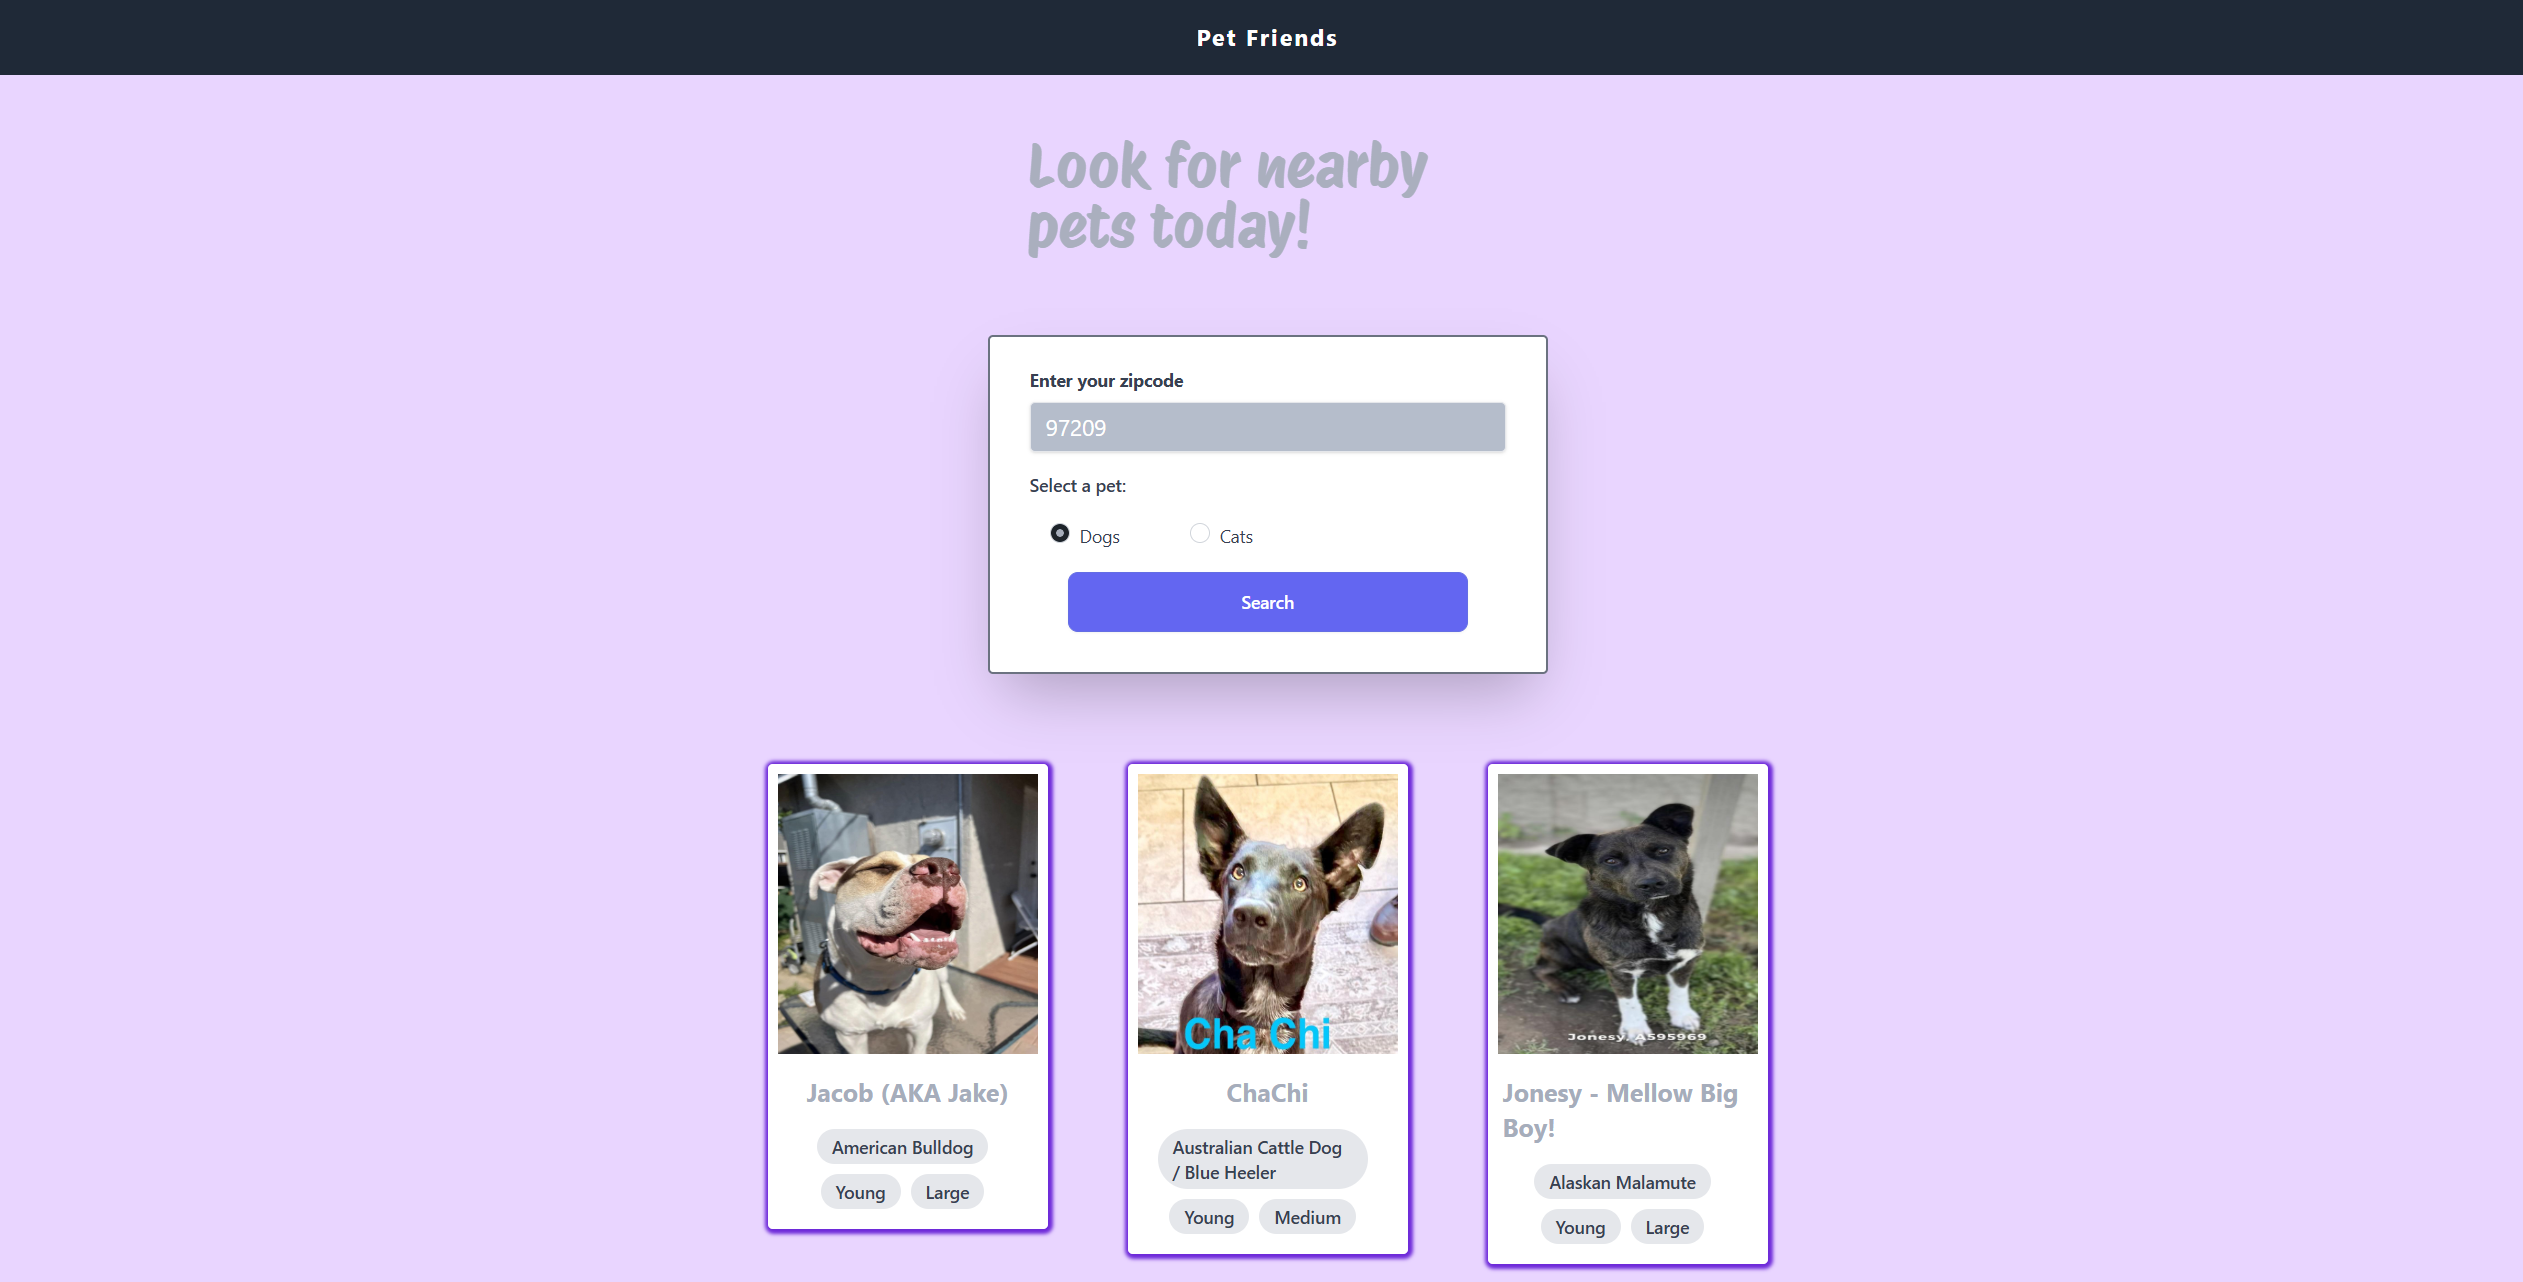 Pet Friends
Look for nearby
pets today!
Enter your zipcode
97209
Select a pet:
Dogs
Cats
Search
Cha Chi
Jonesy, A595969
Jacob (AKA Jake)
American Bulldog
Young
Large
ChaChi
Australian Cattle Dog
/ Blue Heeler
Young
Medium
Jonesy - Mellow Big
Boy!
Alaskan Malamute
Young
Large